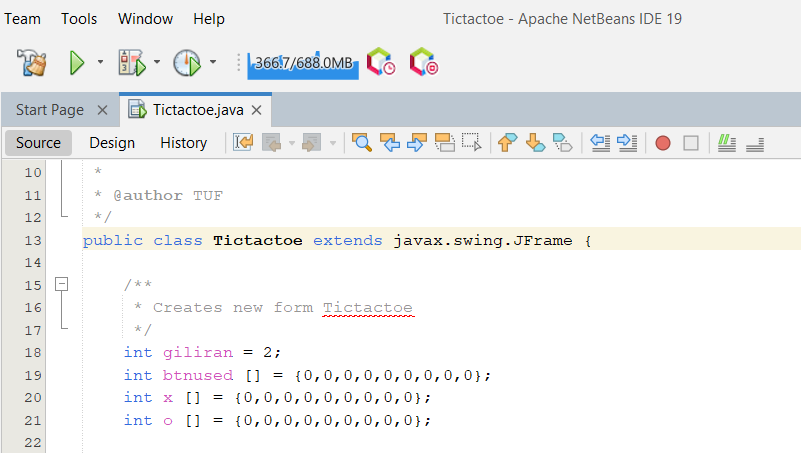 Team Tools Window Help Tictactoe - Apache NetBeans IDE 19
366.7/688.0MB
Start Page Tictactoe.java
Source Design History
10 *
11 * @author TUF
12 */
13 public class Tictactoe extends javax.swing.JFrame {
14
15 /**
16 * Creates new form Tictactoe
17 */
18 int giliran = 2;
19 int btnused [] = {0,0,0,0,0,0,0,0,0};
20 int x [] = {0,0,0,0,0,0,0,0,0};
21 int o [] = {0,0,0,0,0,0,0,0,0};
22